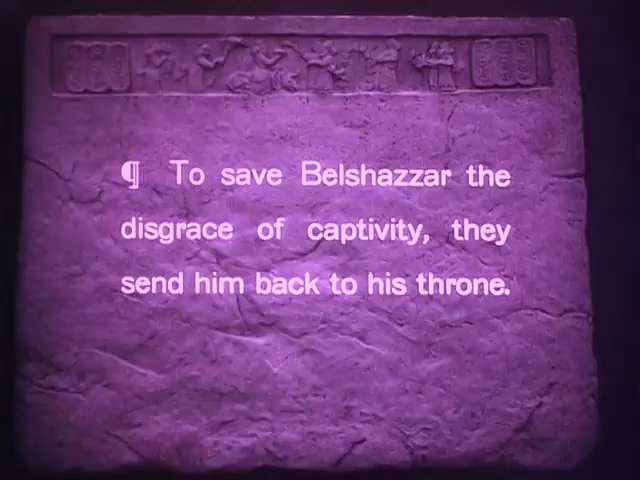 ¶ To save Belshazzar the
disgrace of captivity, they
send him back to his throne.